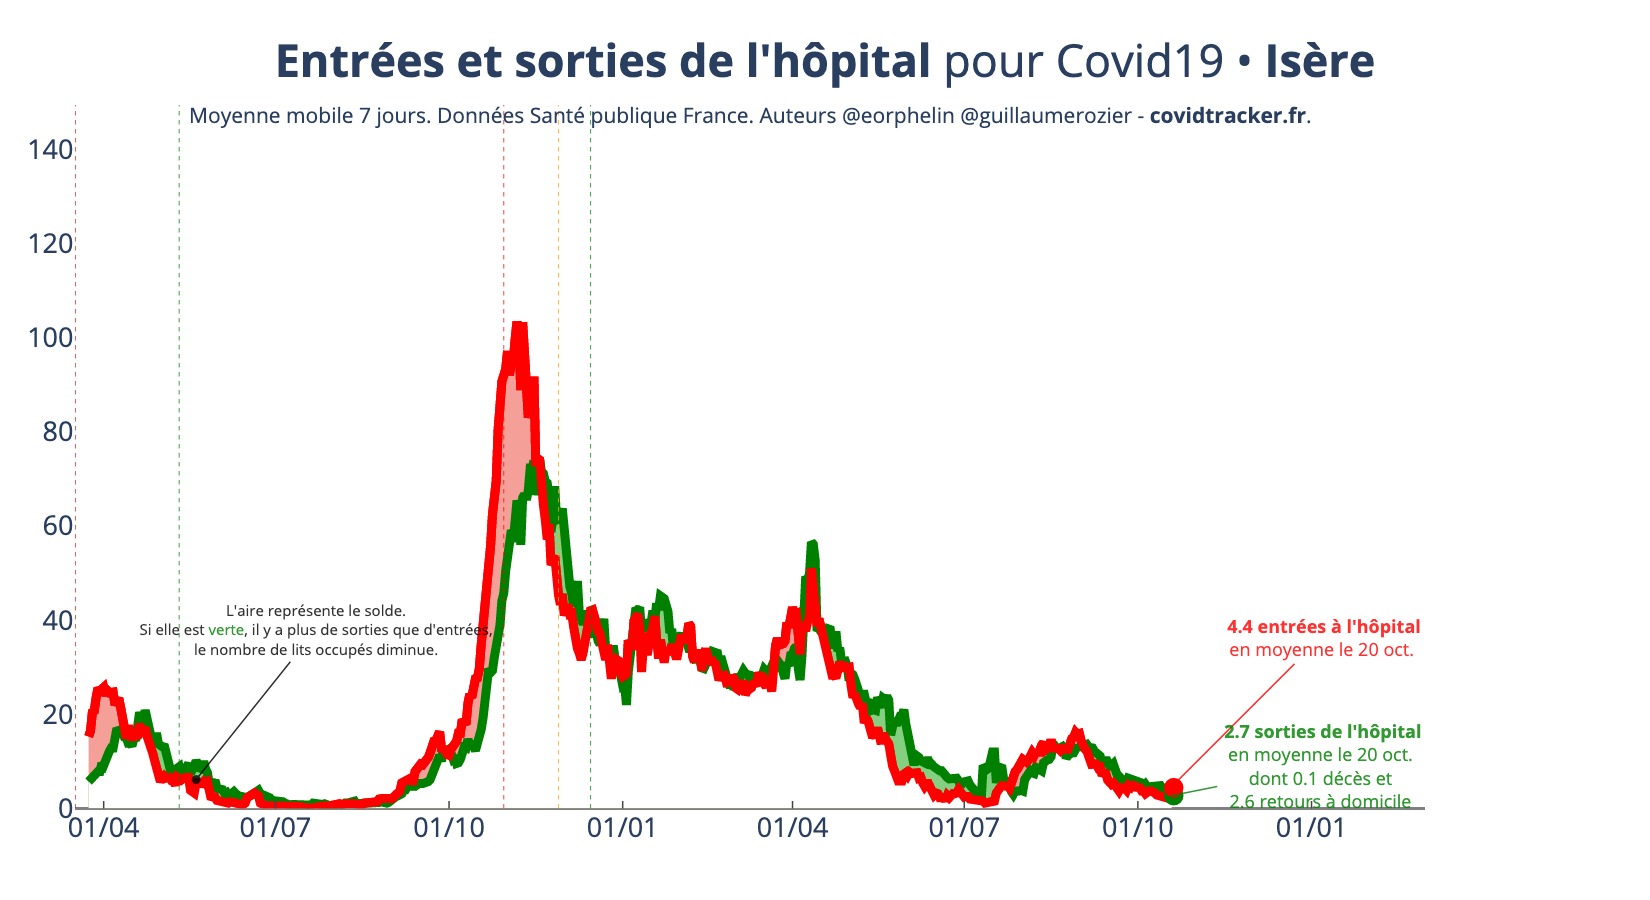 Entrées et sorties de l'hôpital pour Covid19 • Isère
Moyenne mobile 7 jours. Données Santé publique France. Auteurs @eorphelin @guillaumerozier - covidtracker.fr.
140
120
100
80
60
40
20
0
L'aire représente le solde.
Si elle est verte, il y a plus de sorties que d'entrées,
le nombre de lits occupés diminue.
4.4 entrées à l'hôpital
en moyenne le 20 oct.
2.7 sorties de l'hôpital
en moyenne le 20 oct.
dont 0.1 décès et
2.6 retours à domicile
01/04
01/07
01/10
01/01
01/04
01/07
01/10
01/01